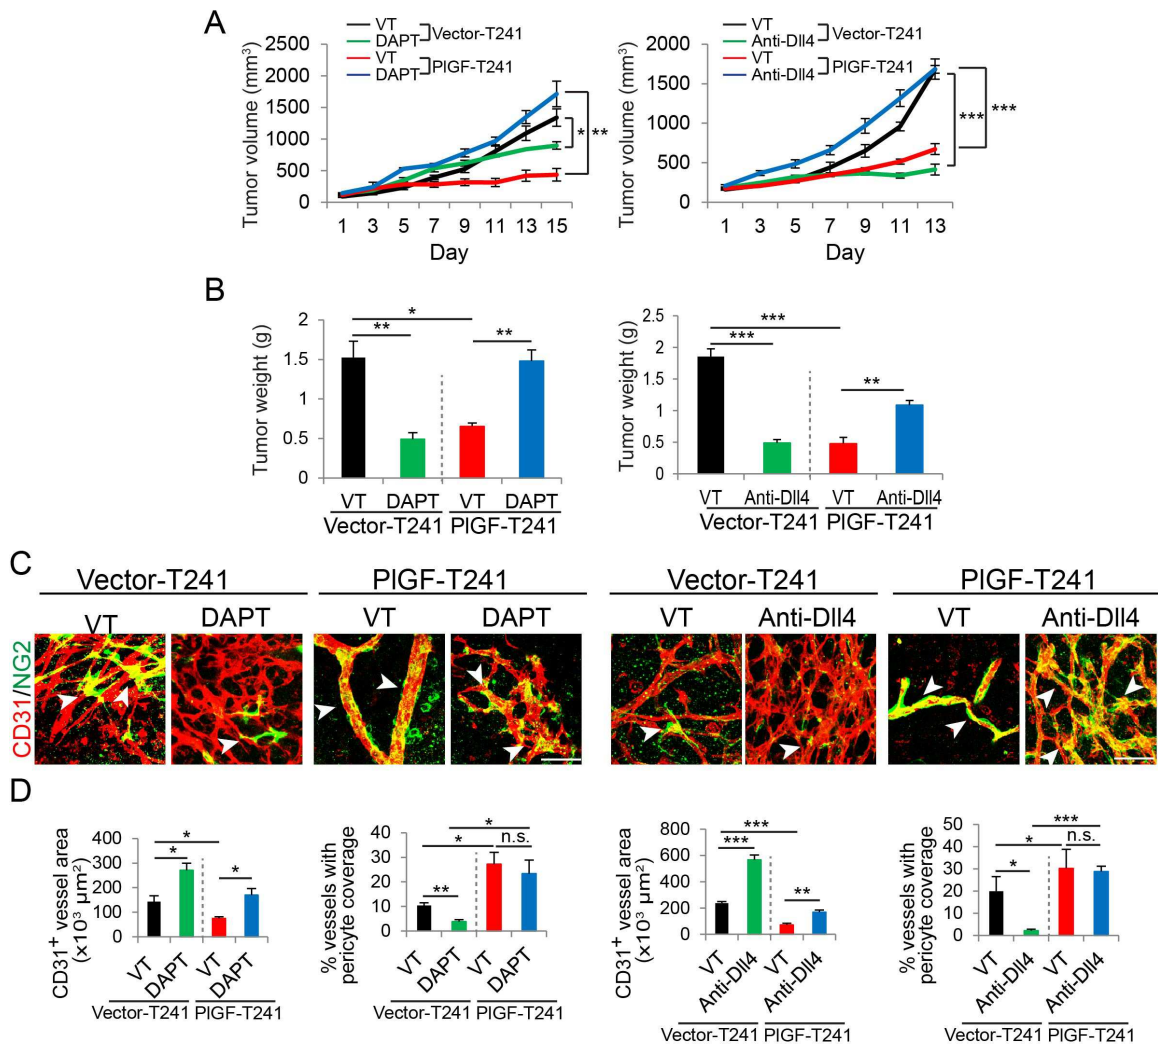 A
VT
DAPT
Vector-T241
VT
DAPT
PlGF-T241
Tumor volume (mm³)
2500
2000
1500
1000
500
0
* **
1 3 5 7 9 11 13 15
Day
VT
Anti-Dll4
Vector-T241
VT
Anti-Dll4
PlGF-T241
Tumor volume (mm³)
2000
1500
1000
500
0
*** ***
1 3 5 7 9 11 13
Day
B
Tumor weight (g)
2
1.5
1
0.5
0
*
** **
VT DAPT VT DAPT
Vector-T241 PlGF-T241
Tumor weight (g)
2.5
2
1.5
1
0.5
0
***
***
**
VT Anti-Dll4 VT Anti-Dll4
Vector-T241 PlGF-T241
C
Vector-T241 PlGF-T241 Vector-T241 PlGF-T241
VT DAPT VT DAPT VT Anti-Dll4 VT Anti-Dll4
CD31/NG2
D
CD31⁺ vessel area
(×10³ μm²)
400
300
200
100
0
*
*
*
VT DAPT VT DAPT
Vector-T241 PlGF-T241
% vessels with
pericyte coverage
40
30
20
10
0
*
* n.s.
**
VT DAPT VT DAPT
Vector-T241 PlGF-T241
CD31⁺ vessel area
(×10³ μm²)
800
600
400
200
0
***
***
**
VT Anti-Dll4 VT Anti-Dll4
Vector-T241
PlGF-T241
% vessels with
pericyte coverage
50
40
30
20
10
0
***
* n.s.
*
VT Anti-Dll4 VT Anti-Dll4
Vector-T241 PlGF-T241